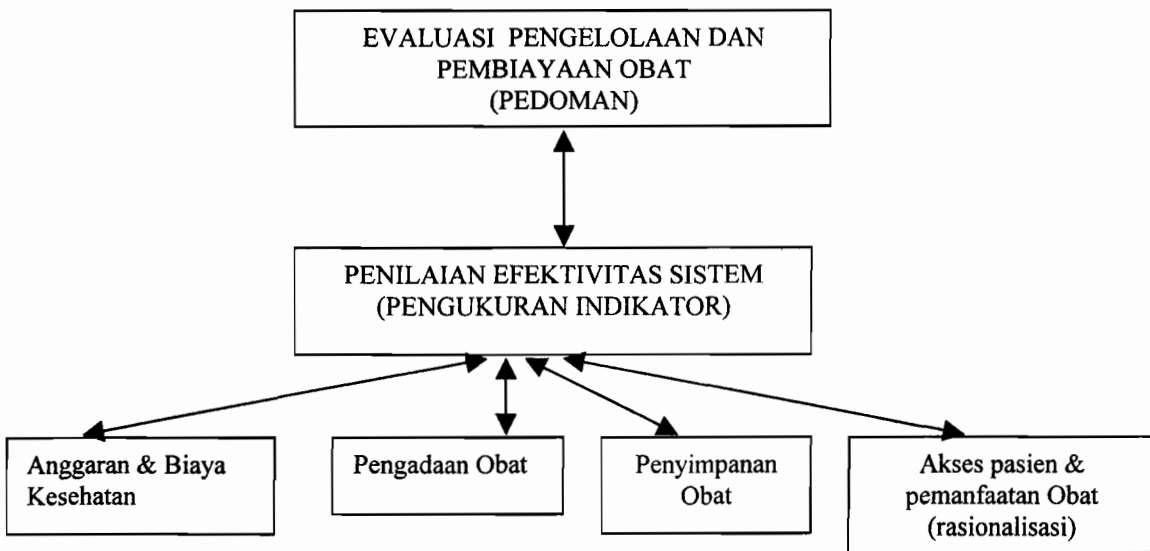 EVALUASI PENGELOLAAN DAN
PEMBIAYAAN OBAT
(PEDOMAN)
PENILAIAN EFEKTIVITAS SISTEM
(PENGUKURAN INDIKATOR)
Anggaran & Biaya
Kesehatan
Pengadaan Obat
Penyimpanan
Obat
Akses pasien &
pemanfaatan Obat
(rasionalisasi)